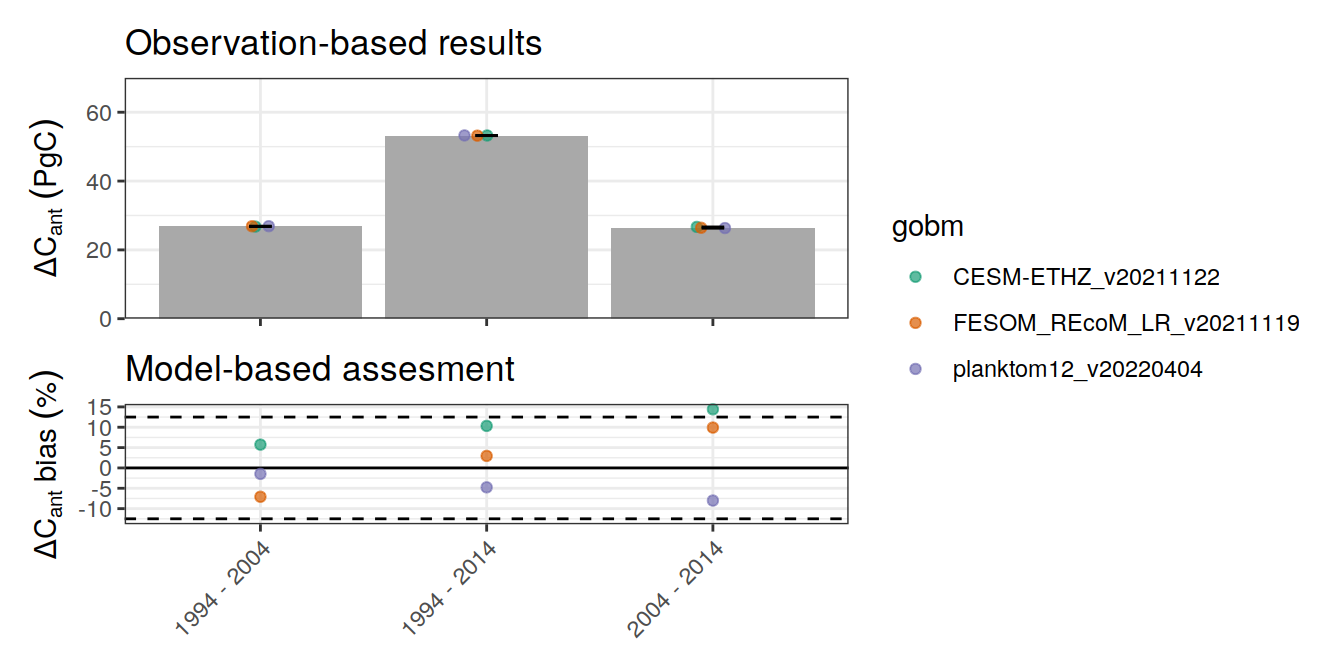 Observation-based results
ΔCant (PgC)
60
40
20
0
Model-based assesment
ΔCant bias (%)
15
10
5
0
-5
-10
1994 - 2004
1994 - 2014
2004 - 2014
gobm
CESM-ETHZ_v20211122
FESOM_REcoM_LR_v20211119
planktom12_v20220404